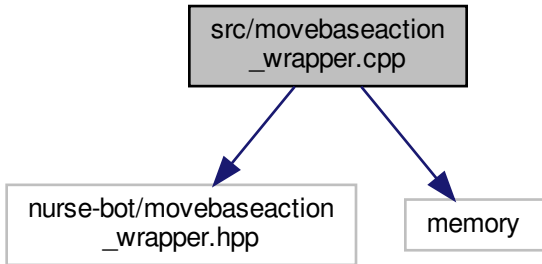 src/movebaseaction
_wrapper.cpp
nurse-bot/movebaseaction
_wrapper.hpp
memory